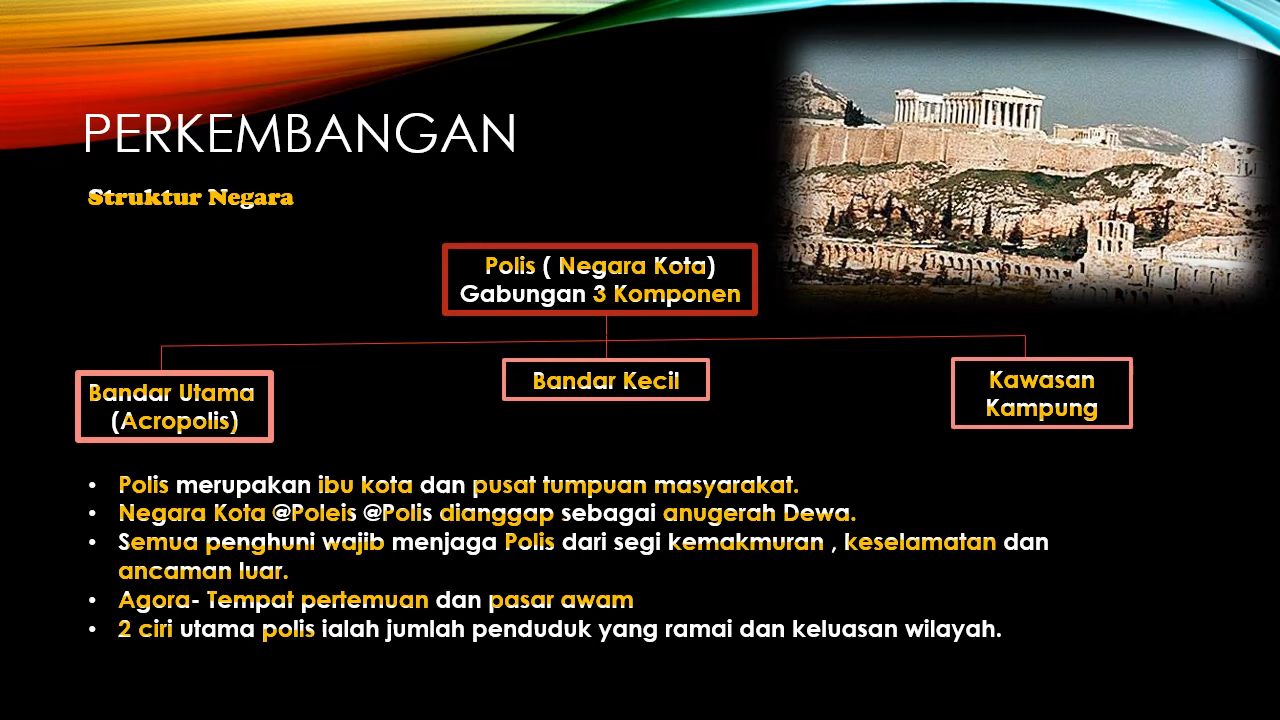 PERKEMBANGAN
Struktur Negara
Polis ( Negara Kota)
Gabungan 3 Komponen
Bandar Utama
(Acropolis)
Bandar Kecil
Kawasan
Kampung
• Polis merupakan ibu kota dan pusat tumpuan masyarakat.
• Negara Kota @Poleis @Polis dianggap sebagai anugerah Dewa.
• Semua penghuni wajib menjaga Polis dari segi kemakmuran , keselamatan dan
ancaman luar.
• Agora- Tempat pertemuan dan pasar awam
• 2 ciri utama polis ialah jumlah penduduk yang ramai dan keluasan wilayah.